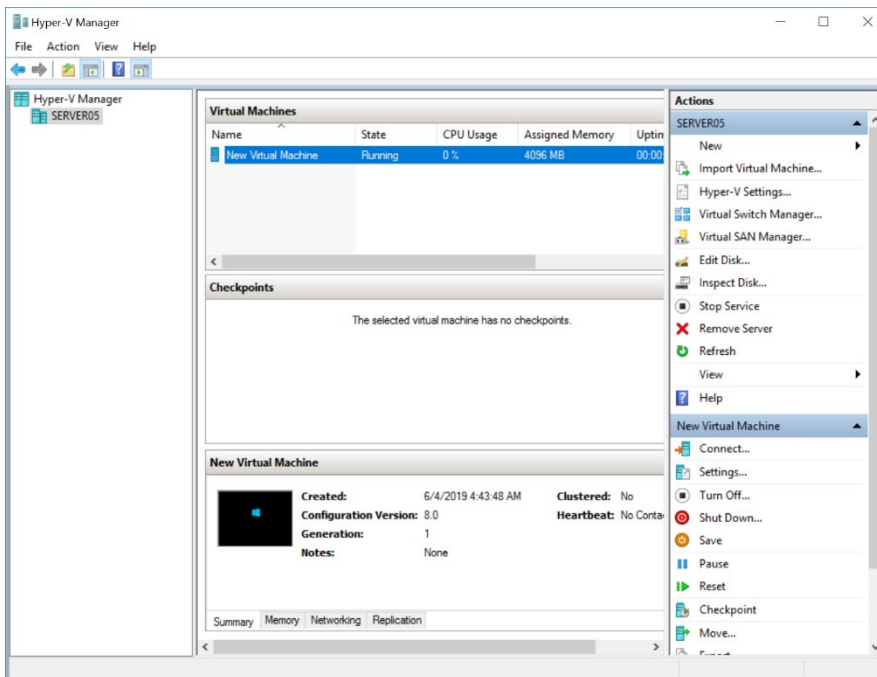 Hyper-V Manager
File Action View Help
Hyper-V Manager
SERVER05
Virtual Machines
Name State CPU Usage Assigned Memory Uptim
New Virtual Machine Running 0 % 4096 MB 00:00:
Checkpoints
The selected virtual machine has no checkpoints.
New Virtual Machine
Created: 6/4/2019 4:43:48 AM Clustered: No
Configuration Version: 8.0 Heartbeat: No Conta
Generation: 1
Notes: None
Summary Memory Networking Replication
Actions
SERVER05
New
Import Virtual Machine...
Hyper-V Settings...
Virtual Switch Manager...
Virtual SAN Manager...
Edit Disk...
Inspect Disk...
Stop Service
Remove Server
Refresh
View
Help
New Virtual Machine
Connect...
Settings...
Turn Off...
Shut Down...
Save
Pause
Reset
Checkpoint
Move...